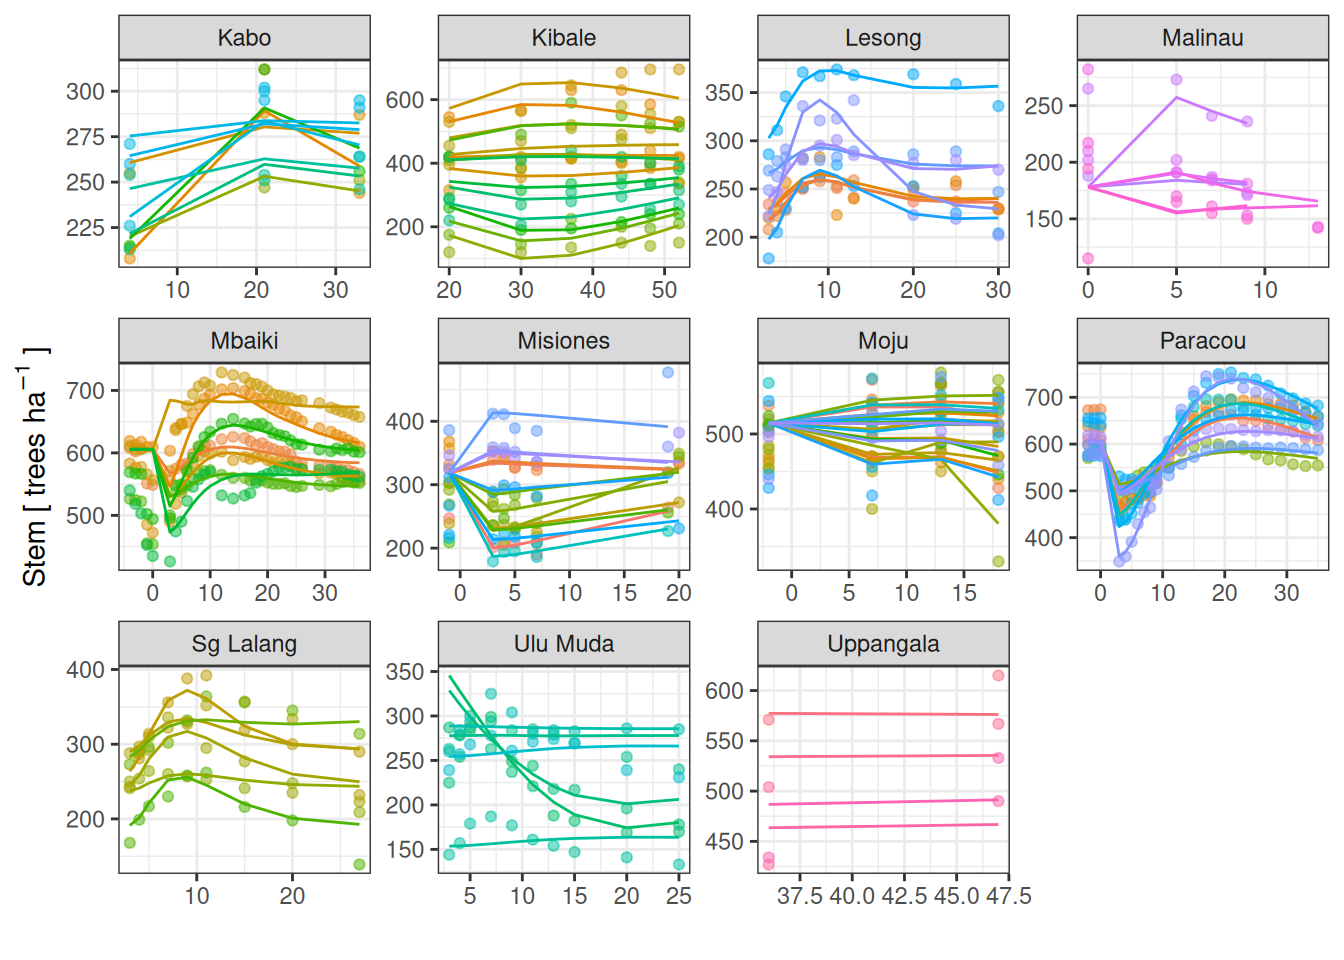 Kabo Kibale Lesong Malinau
300 275 250 225
600 400 200
350 300 250 200
250 200 150
10 20 30
20 30 40 50
10 20 30
0 5 10
Stem [ trees ha⁻¹ ]
Mbaiki Misiones Moju Paracou
700 600 500
400 300 200
500 400
700 600 500 400
0 10 20 30
0 5 10 15 20
0 5 10 15
0 10 20 30
Sg Lalang Ulu Muda Uppangala
400 300 200
350 300 250 200 150
600 550 500 450
10 20
5 10 15 20 25
37.5 40.0 42.5 45.0 47.5